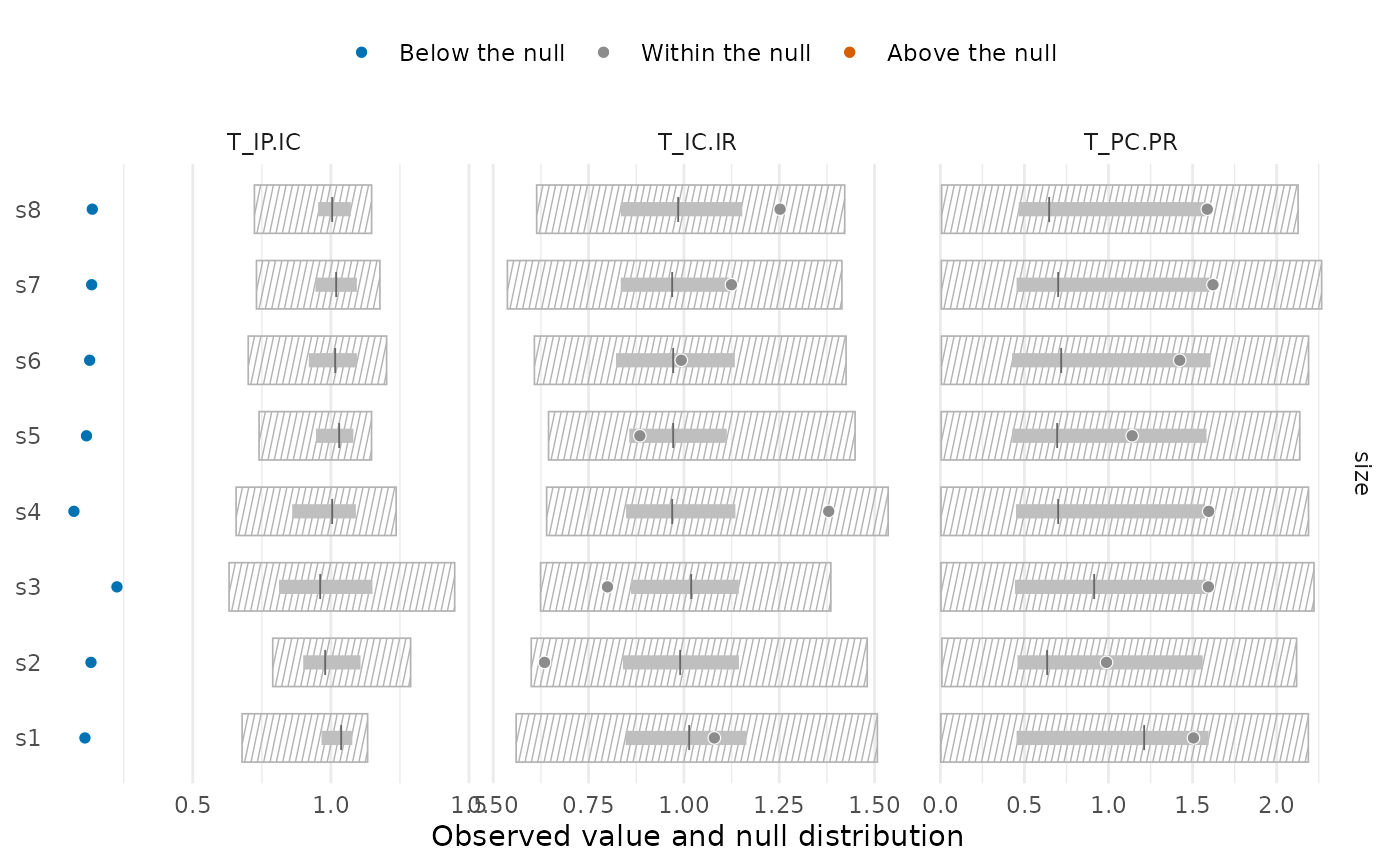 Below the null Within the null Above the null
T_IP.IC T_IC.IR T_PC.PR
s8
s7
s6
s5
s4
s3
s2
s1
size
0.5 1.0 1.5 0.50 0.75 1.00 1.25 1.50 0.0 0.5 1.0 1.5 2.0
Observed value and null distribution